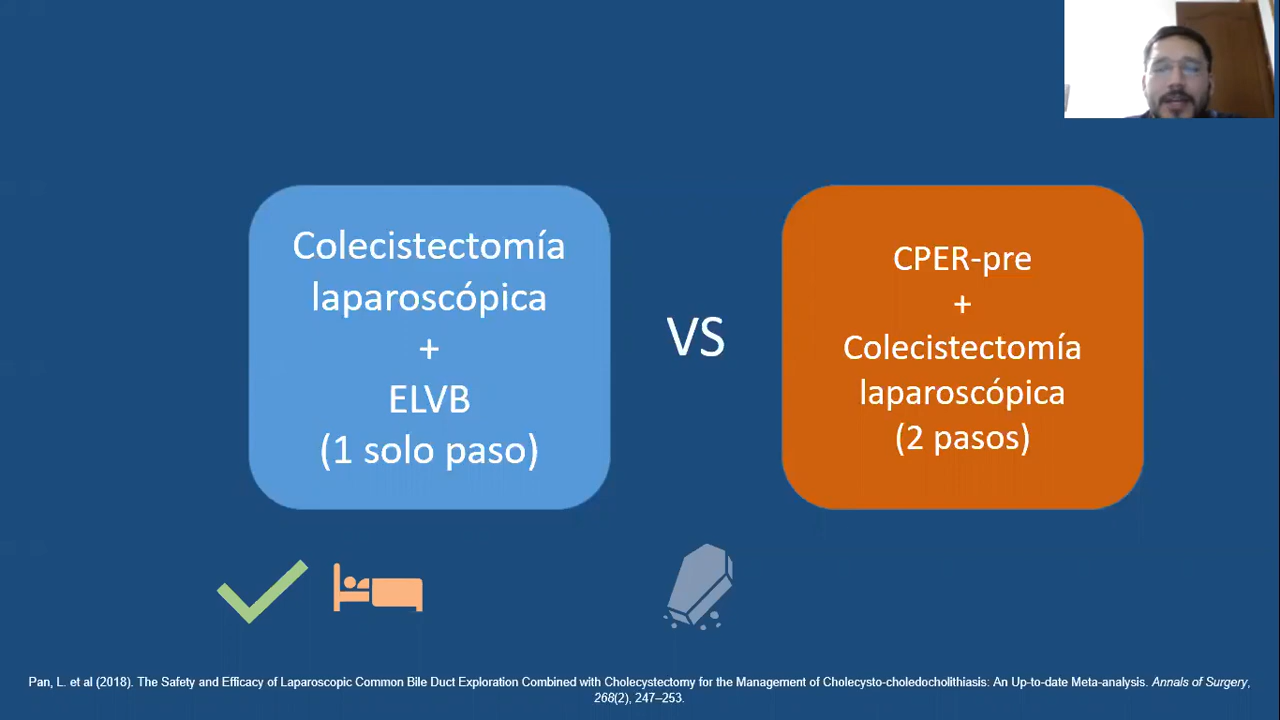 Colecistectomía
laparoscópica
+
ELVB
(1 solo paso)
VS
CPER-pre
+
Colecistectomía
laparoscópica
(2 pasos)
Pan, L. et al (2018). The Safety and Efficacy of Laparoscopic Common Bile Duct Exploration Combined with Cholecystectomy for the Management of Cholecysto-choledocholithiasis: An Up-to-date Meta-analysis. Annals of Surgery,
268(2), 247–253.